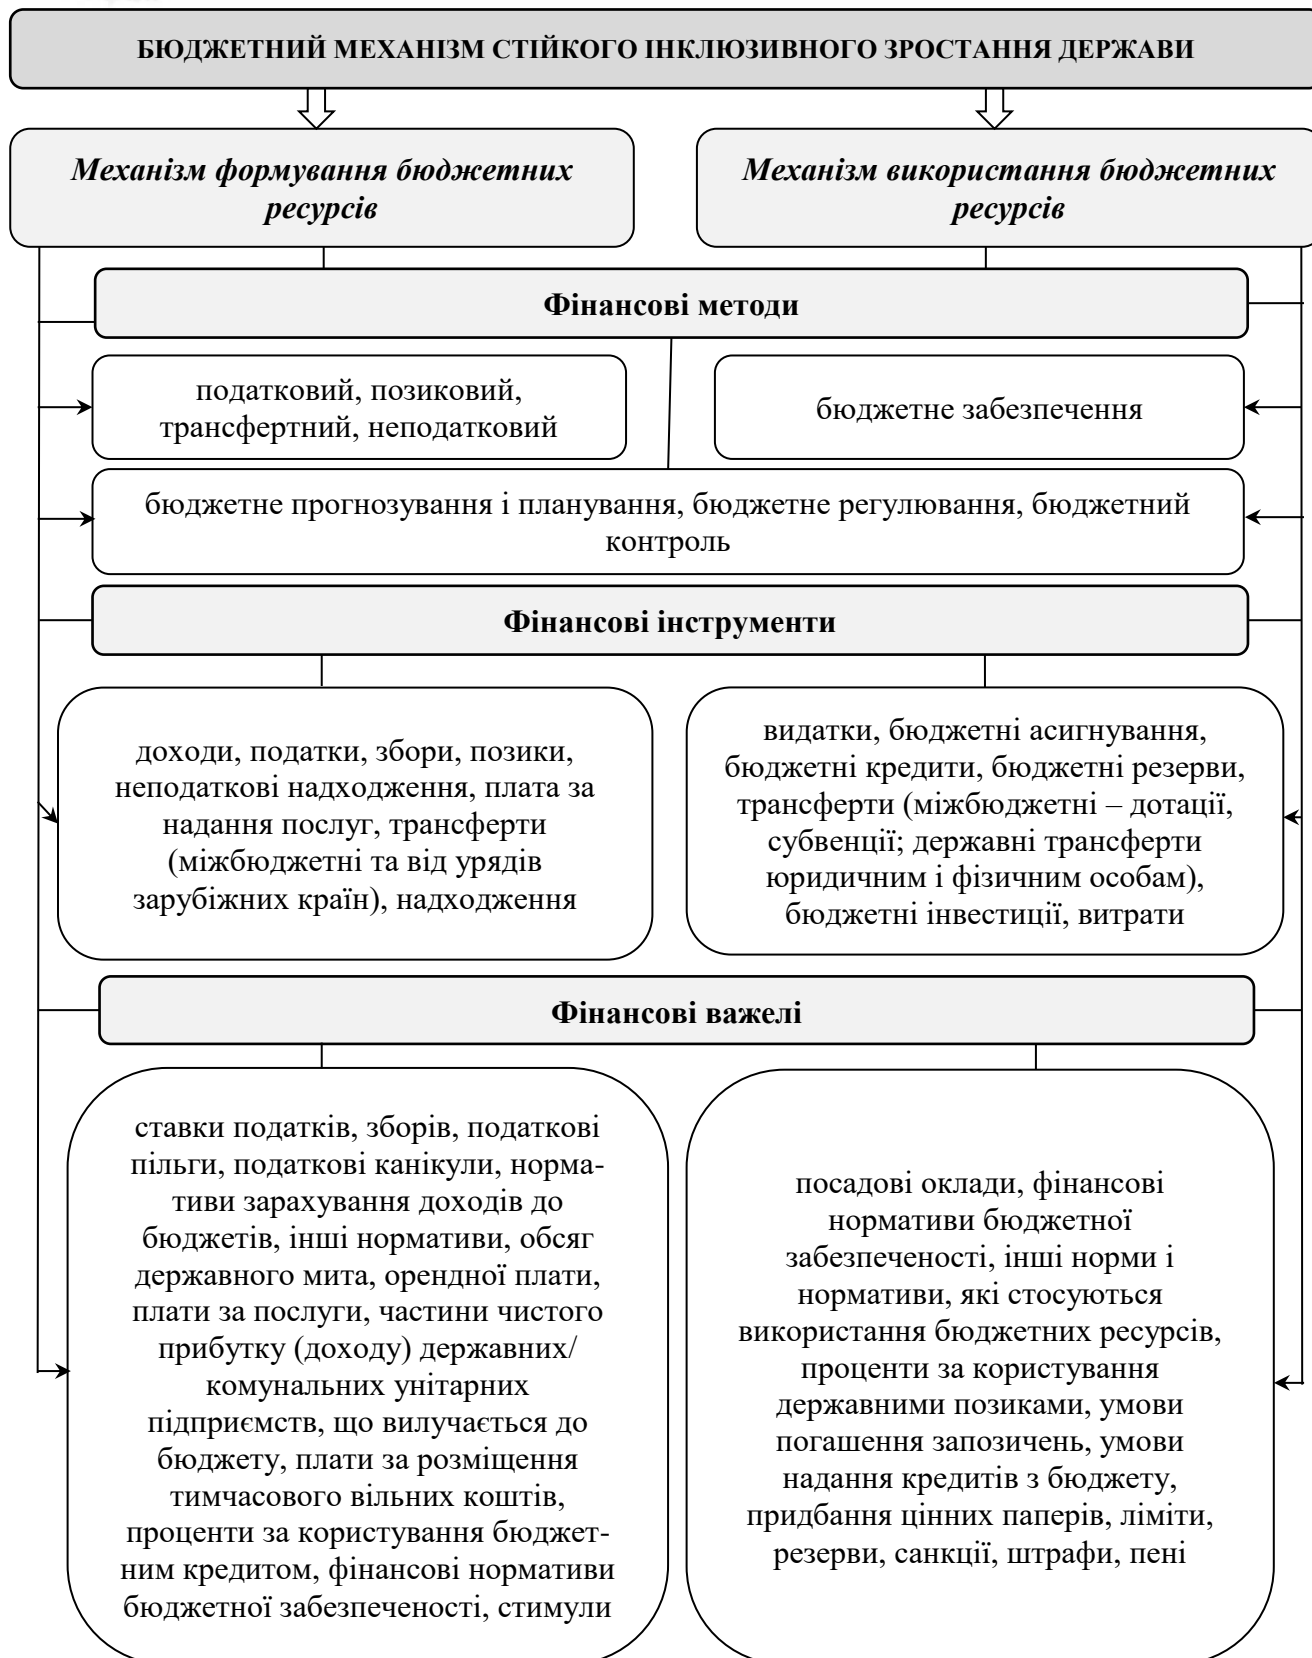 БЮДЖЕТНИЙ МЕХАНІЗМ СТІЙКОГО ІНКЛЮЗИВНОГО ЗРОСТАННЯ ДЕРЖАВИ
Механізм формування бюджетних
ресурсів
Механізм використання бюджетних
ресурсів
Фінансові методи
податковий, позиковий,
трансфертний, неподатковий
бюджетне забезпечення
бюджетне прогнозування і планування, бюджетне регулювання, бюджетний
контроль
Фінансові інструменти
доходи, податки, збори, позики,
неподаткові надходження, плата за
надання послуг, трансферти
(міжбюджетні та від урядів
зарубіжних країн), надходження
видатки, бюджетні асигнування,
бюджетні кредити, бюджетні резерви,
трансферти (міжбюджетні – дотації,
субвенції; державні трансферти
юридичним і фізичним особам),
бюджетні інвестиції, витрати
Фінансові важелі
ставки податків, зборів, податкові
пільги, податкові канікули, норма-
тиви зарахування доходів до
бюджетів, інші нормативи, обсяг
державного мита, орендної плати,
плати за послуги, частини чистого
прибутку (доходу) державних/
комунальних унітарних
підприємств, що вилучається до
бюджету, плати за розміщення
тимчасового вільних коштів,
проценти за користування бюджет-
ним кредитом, фінансові нормативи
бюджетної забезпеченості, стимули
посадові оклади, фінансові
нормативи бюджетної
забезпеченості, інші норми і
нормативи, які стосуються
використання бюджетних ресурсів,
проценти за користування
державними позиками, умови
погашення запозичень, умови
надання кредитів з бюджету,
придбання цінних паперів, ліміти,
резерви, санкції, штрафи, пені